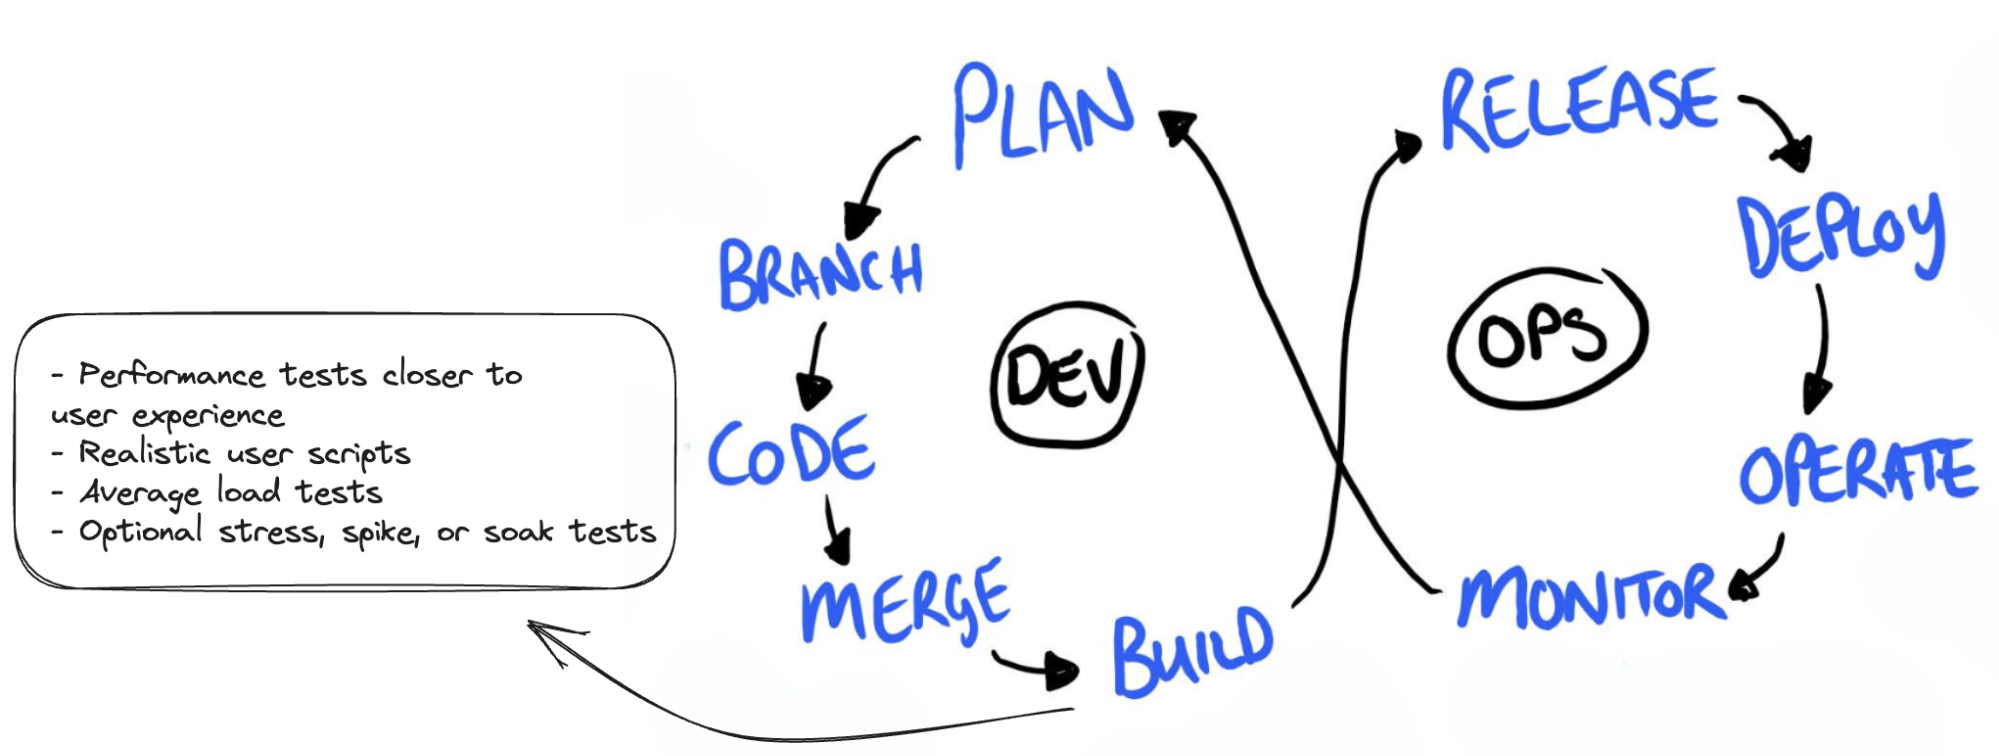 PLAN
RELEASE
BRANCH
DEPLOY
DEV
OPS
- Performance tests closer to
user experience
- Realistic user scripts
- Average load tests
- Optional stress, spike, or soak tests
CODE
OPERATE
MERGE
MONITOR
BUILD